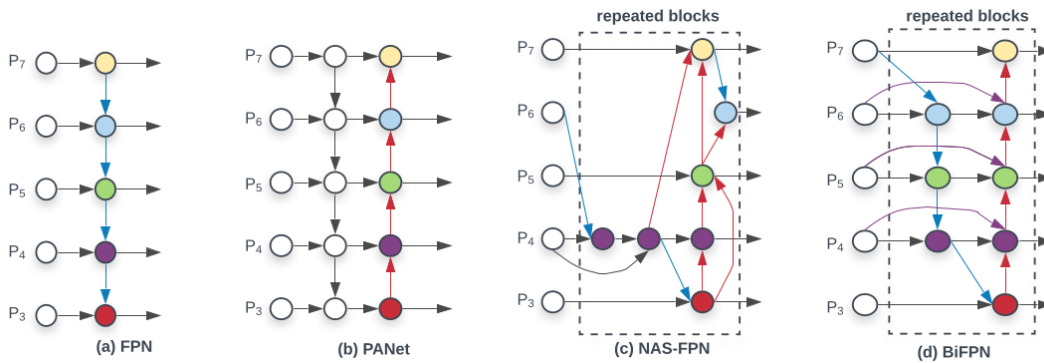 repeated blocks
repeated blocks
P7
P7
P7
P7
P6
P6
P6
P6
P5
P5
P5
P5
P4
P4
P4
P4
P3
P3
P3
P3
(a) FPN
(b) PANet
(c) NAS-FPN
(d) BiFPN